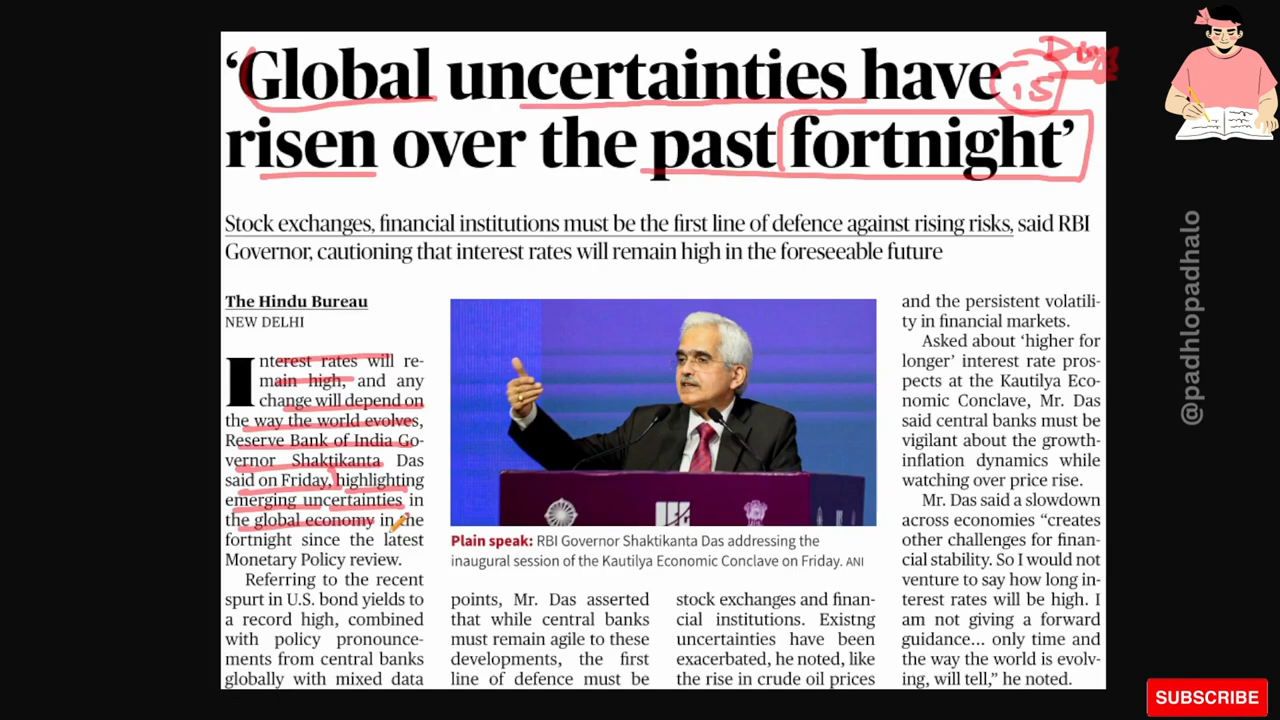 ‘Global uncertainties have
risen over the past fortnight’
15 Days
Stock exchanges, financial institutions must be the first line of defence against rising risks, said RBI
Governor, cautioning that interest rates will remain high in the foreseeable future
The Hindu Bureau
NEW DELHI
Interest rates will re-
main high, and any
change will depend on
the way the world evolves,
Reserve Bank of India Go-
vernor Shaktikanta Das
said on Friday, highlighting
emerging uncertainties in
the global economy in the
fortnight since the latest
Monetary Policy review.
Referring to the recent
spurt in U.S. bond yields to
a record high, combined
with policy pronounce-
ments from central banks
globally with mixed data
Plain speak: RBI Governor Shaktikanta Das addressing the
inaugural session of the Kautilya Economic Conclave on Friday. ANI
points, Mr. Das asserted
that while central banks
must remain agile to these
developments, the first
line of defence must be
stock exchanges and finan-
cial institutions. Existng
uncertainties have been
exacerbated, he noted, like
the rise in crude oil prices
and the persistent volatili-
ty in financial markets.
Asked about ‘higher for
longer’ interest rate pros-
pects at the Kautilya Eco-
nomic Conclave, Mr. Das
said central banks must be
vigilant about the growth-
inflation dynamics while
watching over price rise.
Mr. Das said a slowdown
across economies “creates
other challenges for finan-
cial stability. So I would not
venture to say how long in-
terest rates will be high. I
am not giving a forward
guidance... only time and
the way the world is evolv-
ing, will tell,” he noted.
@padhlopadhalo
SUBSCRIBE